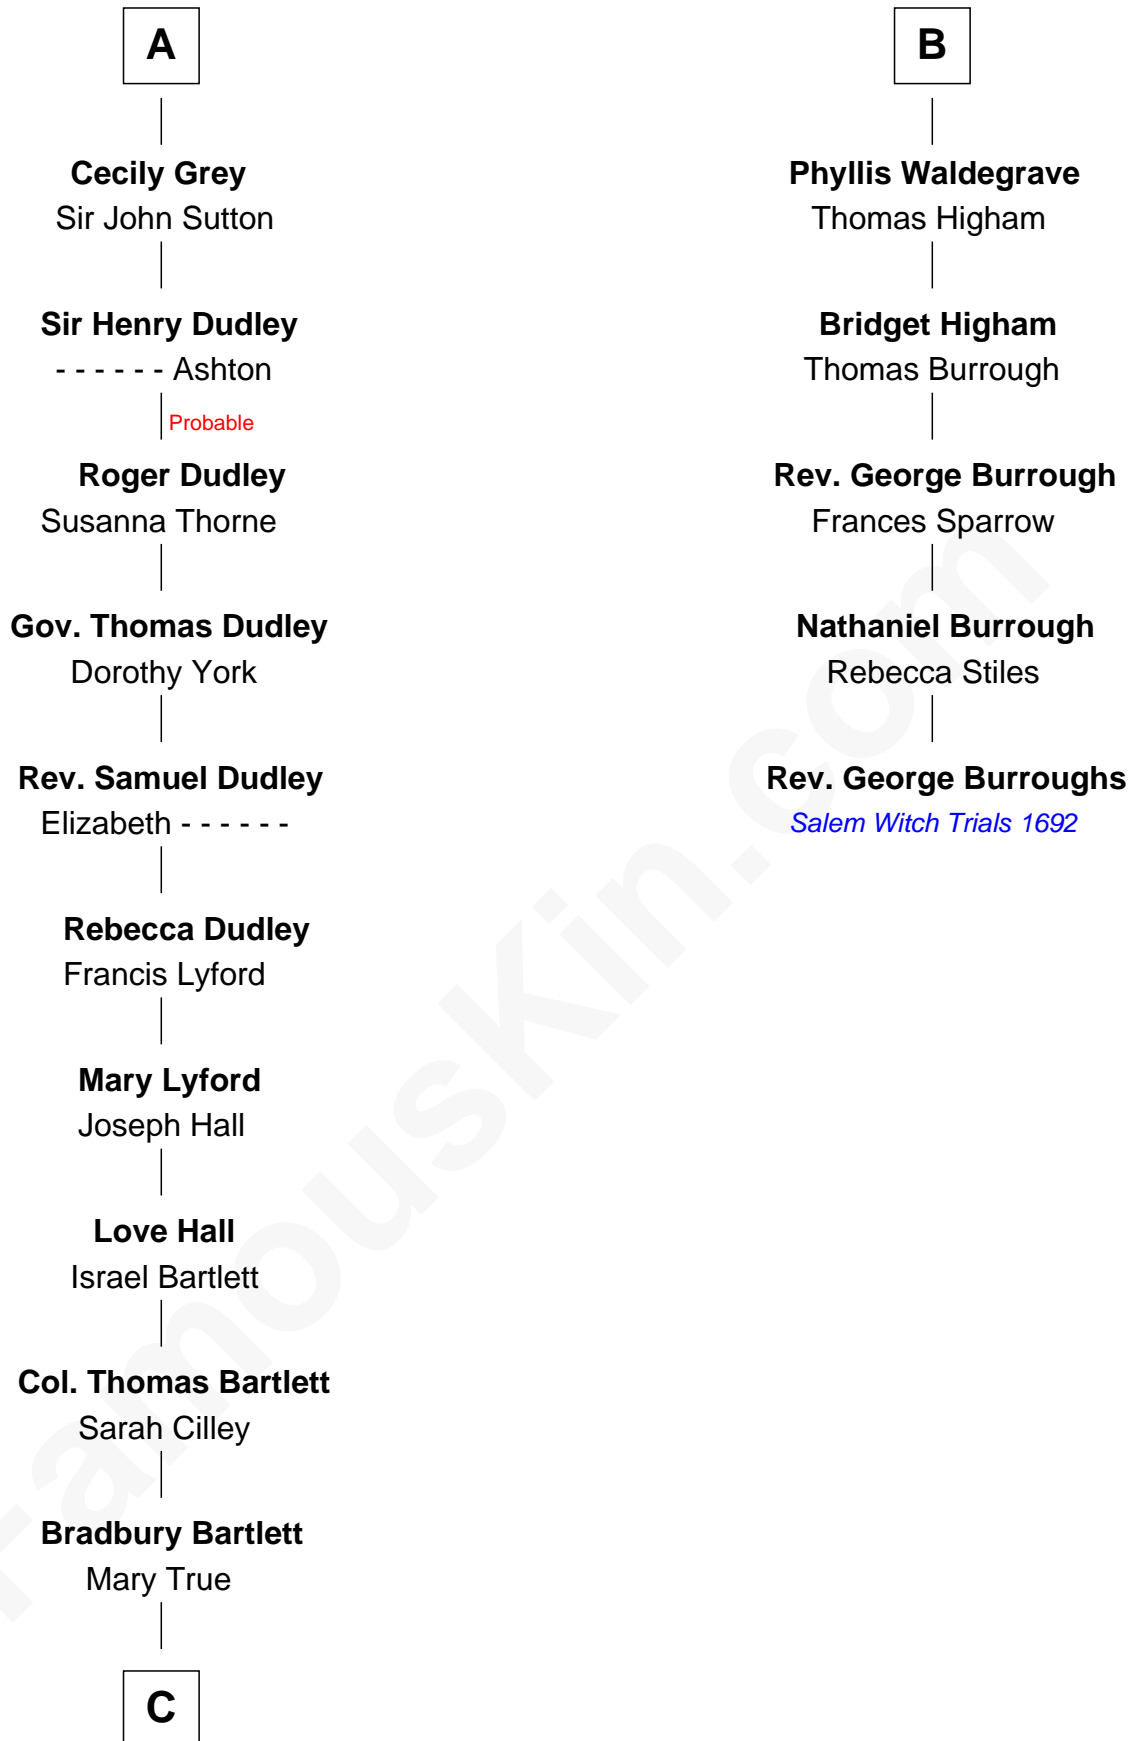 A
Cecily Grey
Sir John Sutton
Sir Henry Dudley
- - - - - - Ashton
Probable
Roger Dudley
Susanna Thorne
Gov. Thomas Dudley
Dorothy York
Rev. Samuel Dudley
Elizabeth - - - - - -
Rebecca Dudley
Francis Lyford
Mary Lyford
Joseph Hall
Love Hall
Israel Bartlett
Col. Thomas Bartlett
Sarah Cilley
Bradbury Bartlett
Mary True
C
B
Phyllis Waldegrave
Thomas Higham
Bridget Higham
Thomas Burrough
Rev. George Burrough
Frances Sparrow
Nathaniel Burrough
Rebecca Stiles
Rev. George Burroughs
Salem Witch Trials 1692
FamousKin.com